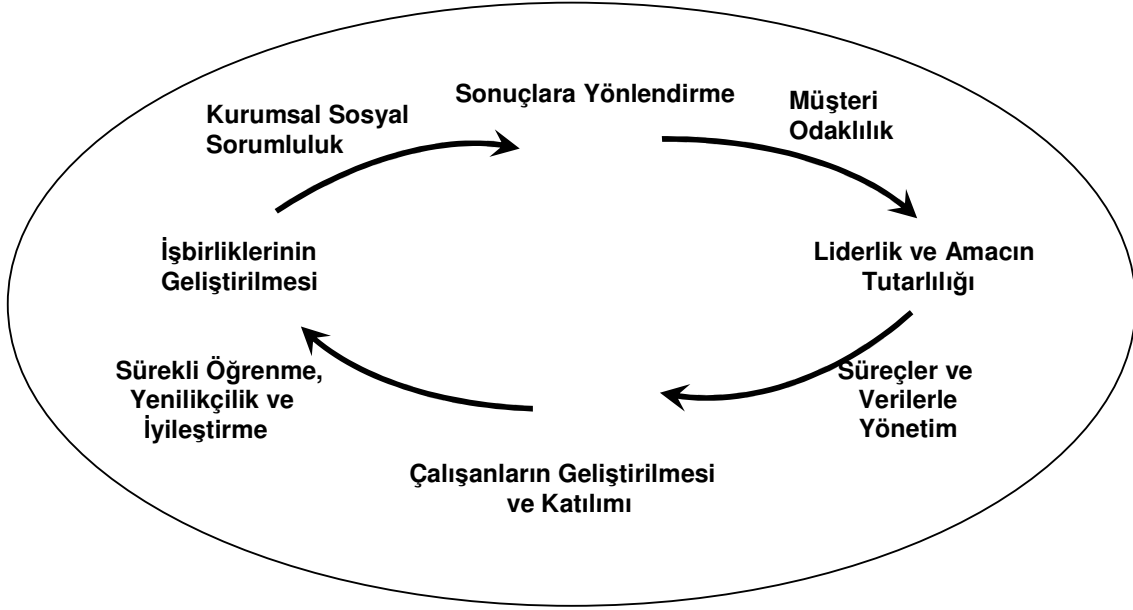 Sonuçlara Yönlendirme
Müşteri
Odaklılık
Liderlik ve Amacın
Tutarlılığı
Süreçler ve
Verilerle
Yönetim
Çalışanların Geliştirilmesi
ve Katılımı
Sürekli Öğrenme,
Yenilikçilik ve
İyileştirme
İşbirliklerinin
Geliştirilmesi
Kurumsal Sosyal
Sorumluluk